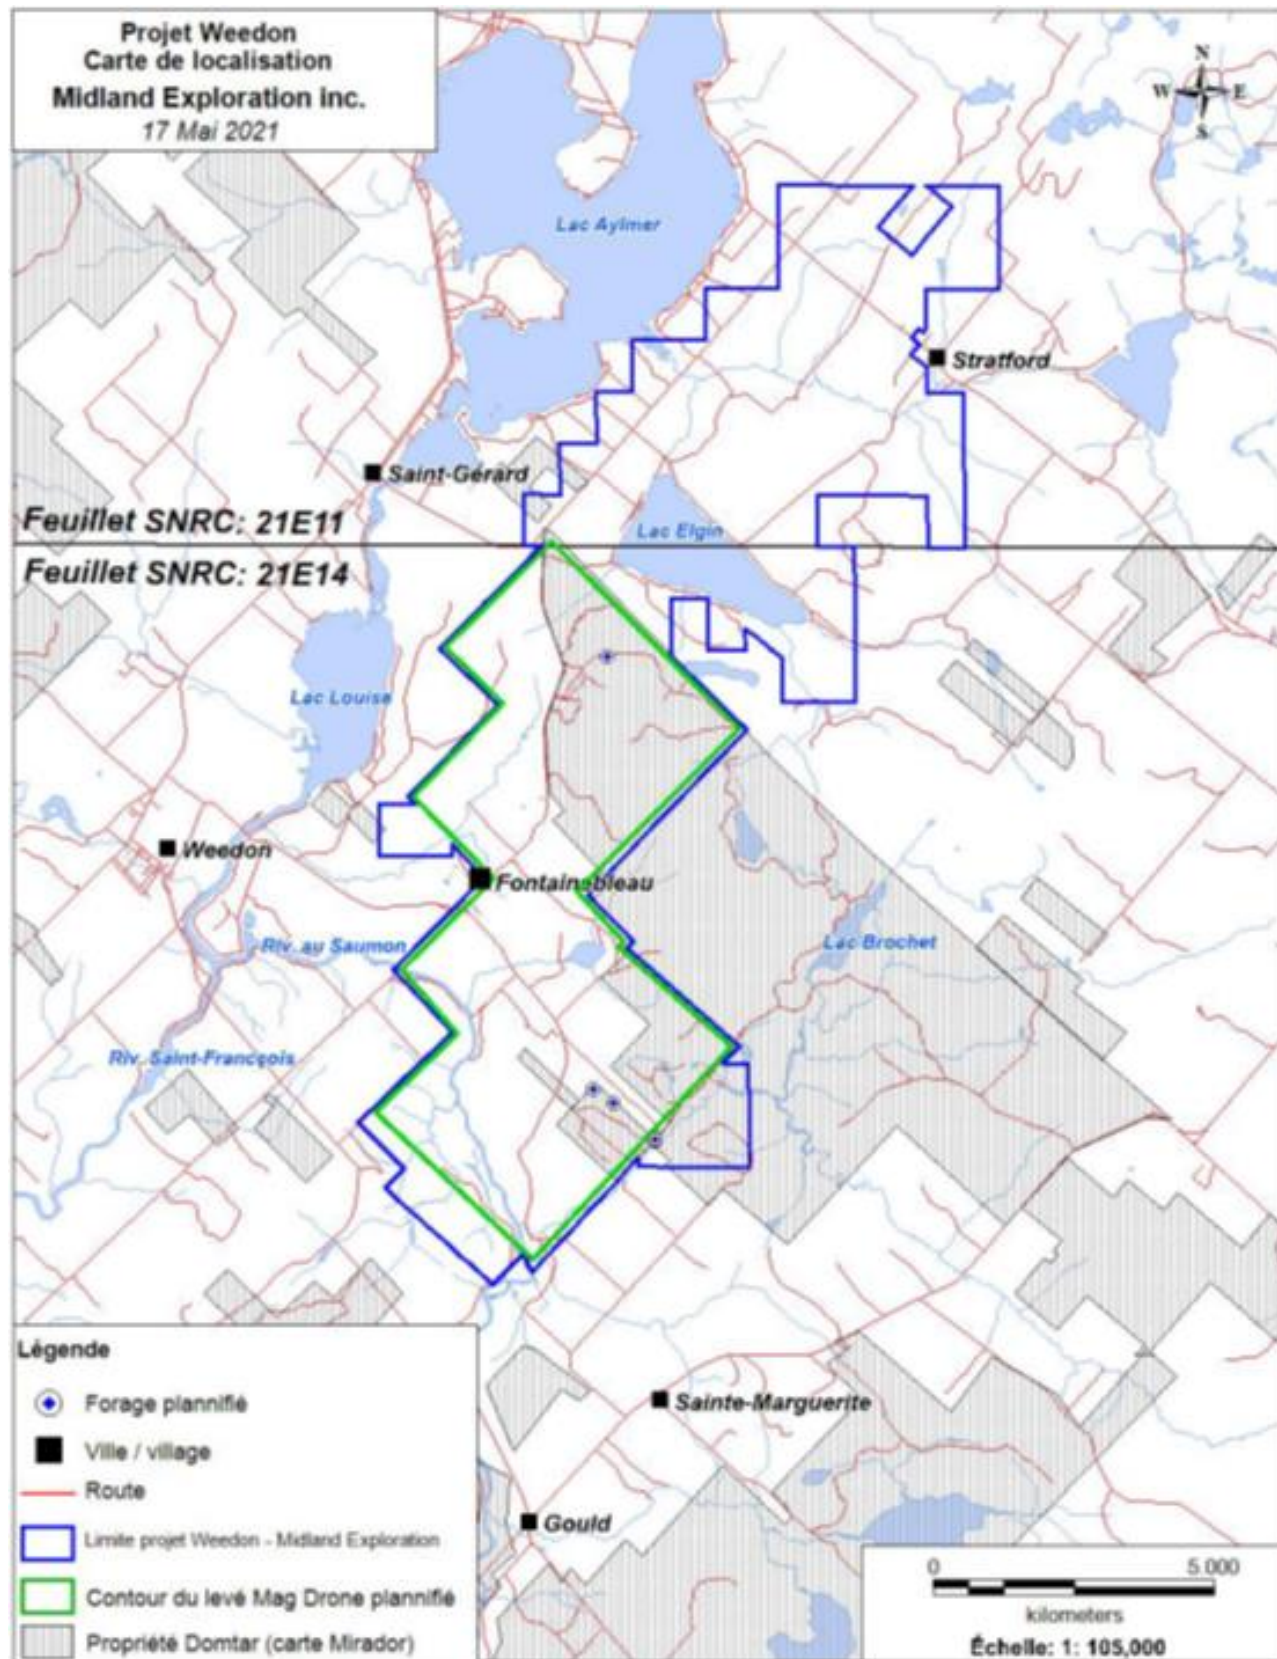 Projet Weedon
Carte de localisation
Midland Exploration inc.
17 Mai 2021
N
W E
S
Lac Aylmer
Stratford
Saint-Gérard
Feuillet SNRC: 21E11
Lac Elgin
Feuillet SNRC: 21E14
Lac Louise
Weedon
Fontainebleau
Riv. au Saumon
Lac Brochet
Riv. Saint-Francçois
Légende
Forage plannifié
Ville / village
Route
Limite projet Weedon - Midland Exploration
Contour du levé Mag Drone plannifié
Propriété Domtar (carte Mirador)
Sainte-Marguerite
Gould
0 5 000
kilometers
Échelle: 1: 105,000